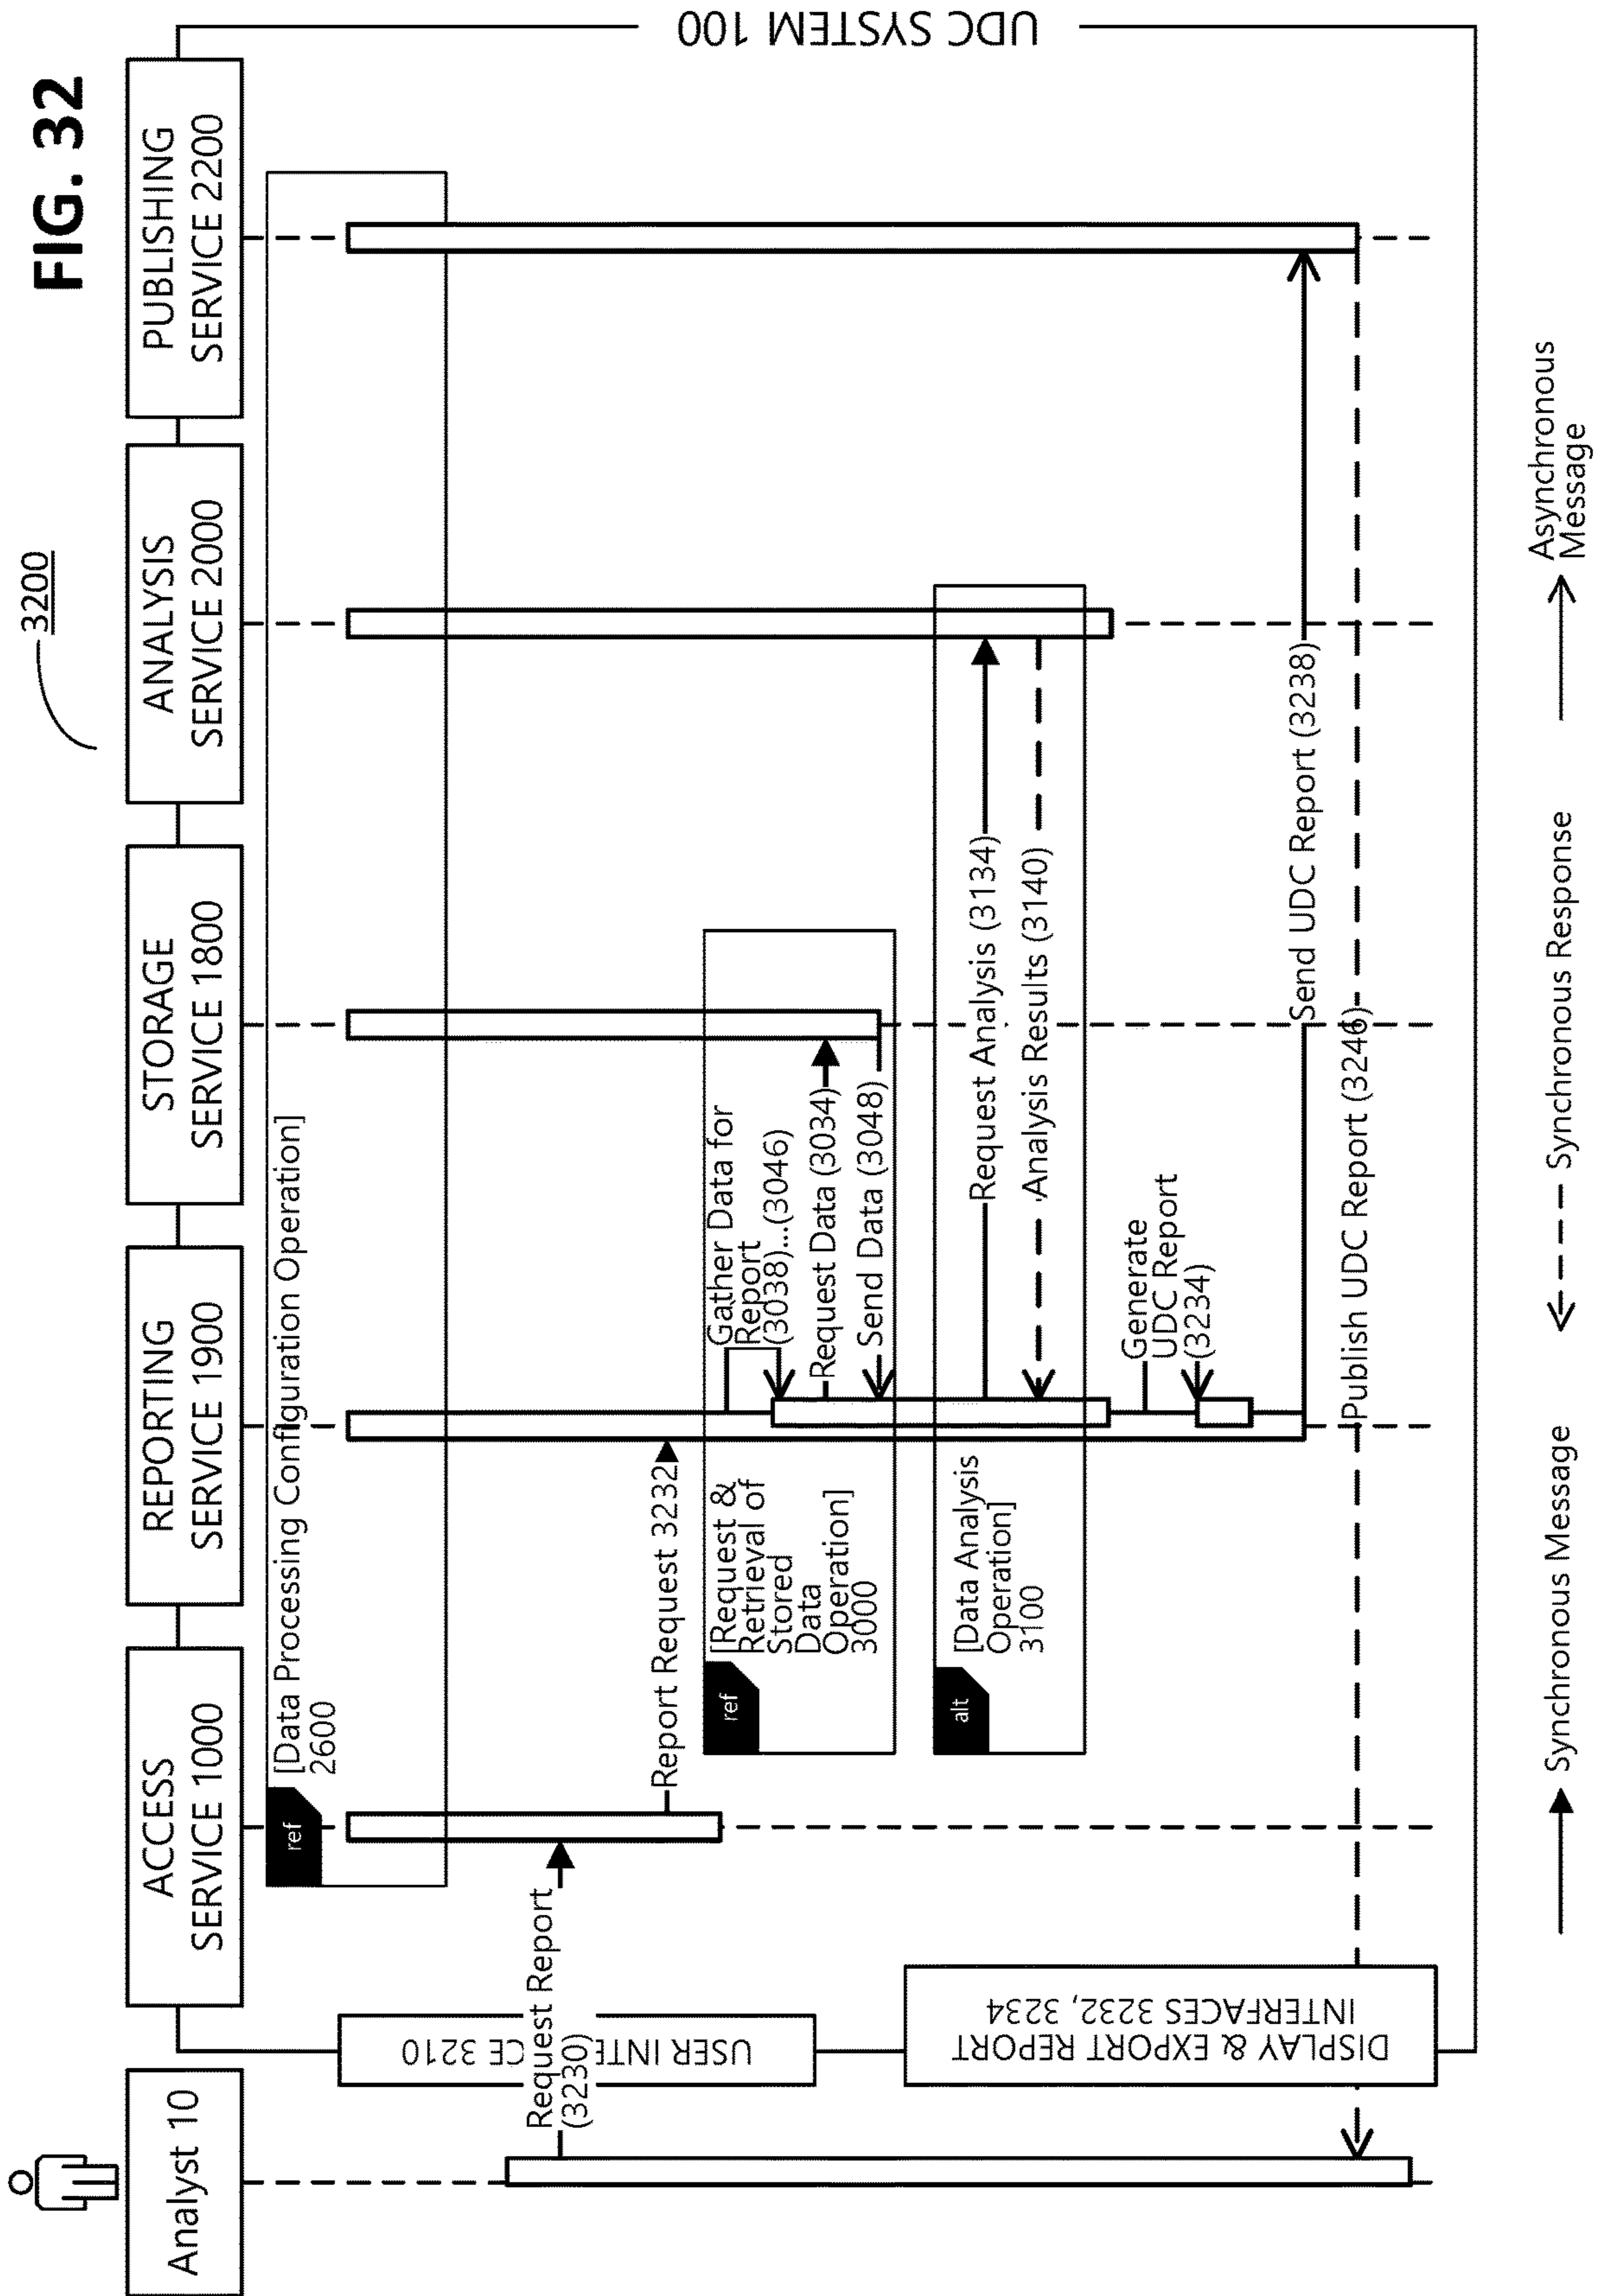 FIG. 32
3200
Analyst 10
ACCESS
SERVICE 1000
REPORTING
SERVICE 1900
STORAGE
SERVICE 1800
ANALYSIS
SERVICE 2000
PUBLISHING
SERVICE 2200
UDC SYSTEM 100
ref
[Data Processing Configuration Operation]
2600
USER INTE CE 3210
Request Report
(3230)
Report Request 3232
ref
[Request &
Retrieval of
Stored
Data
Operation]
3000
Gather Data for
Report
(3038)...(3046)
Request Data (3034)
Send Data (3048)
alt
[Data Analysis
Operation]
3100
Request Analysis (3134)
Analysis Results (3140)
Generate
UDC Report
(3234)
Send UDC Report (3238)
Publish UDC Report (3246)
DISPLAY & EXPORT REPORT
INTERFACES 3232, 3234
Synchronous Message
Synchronous Response
Asynchronous
Message